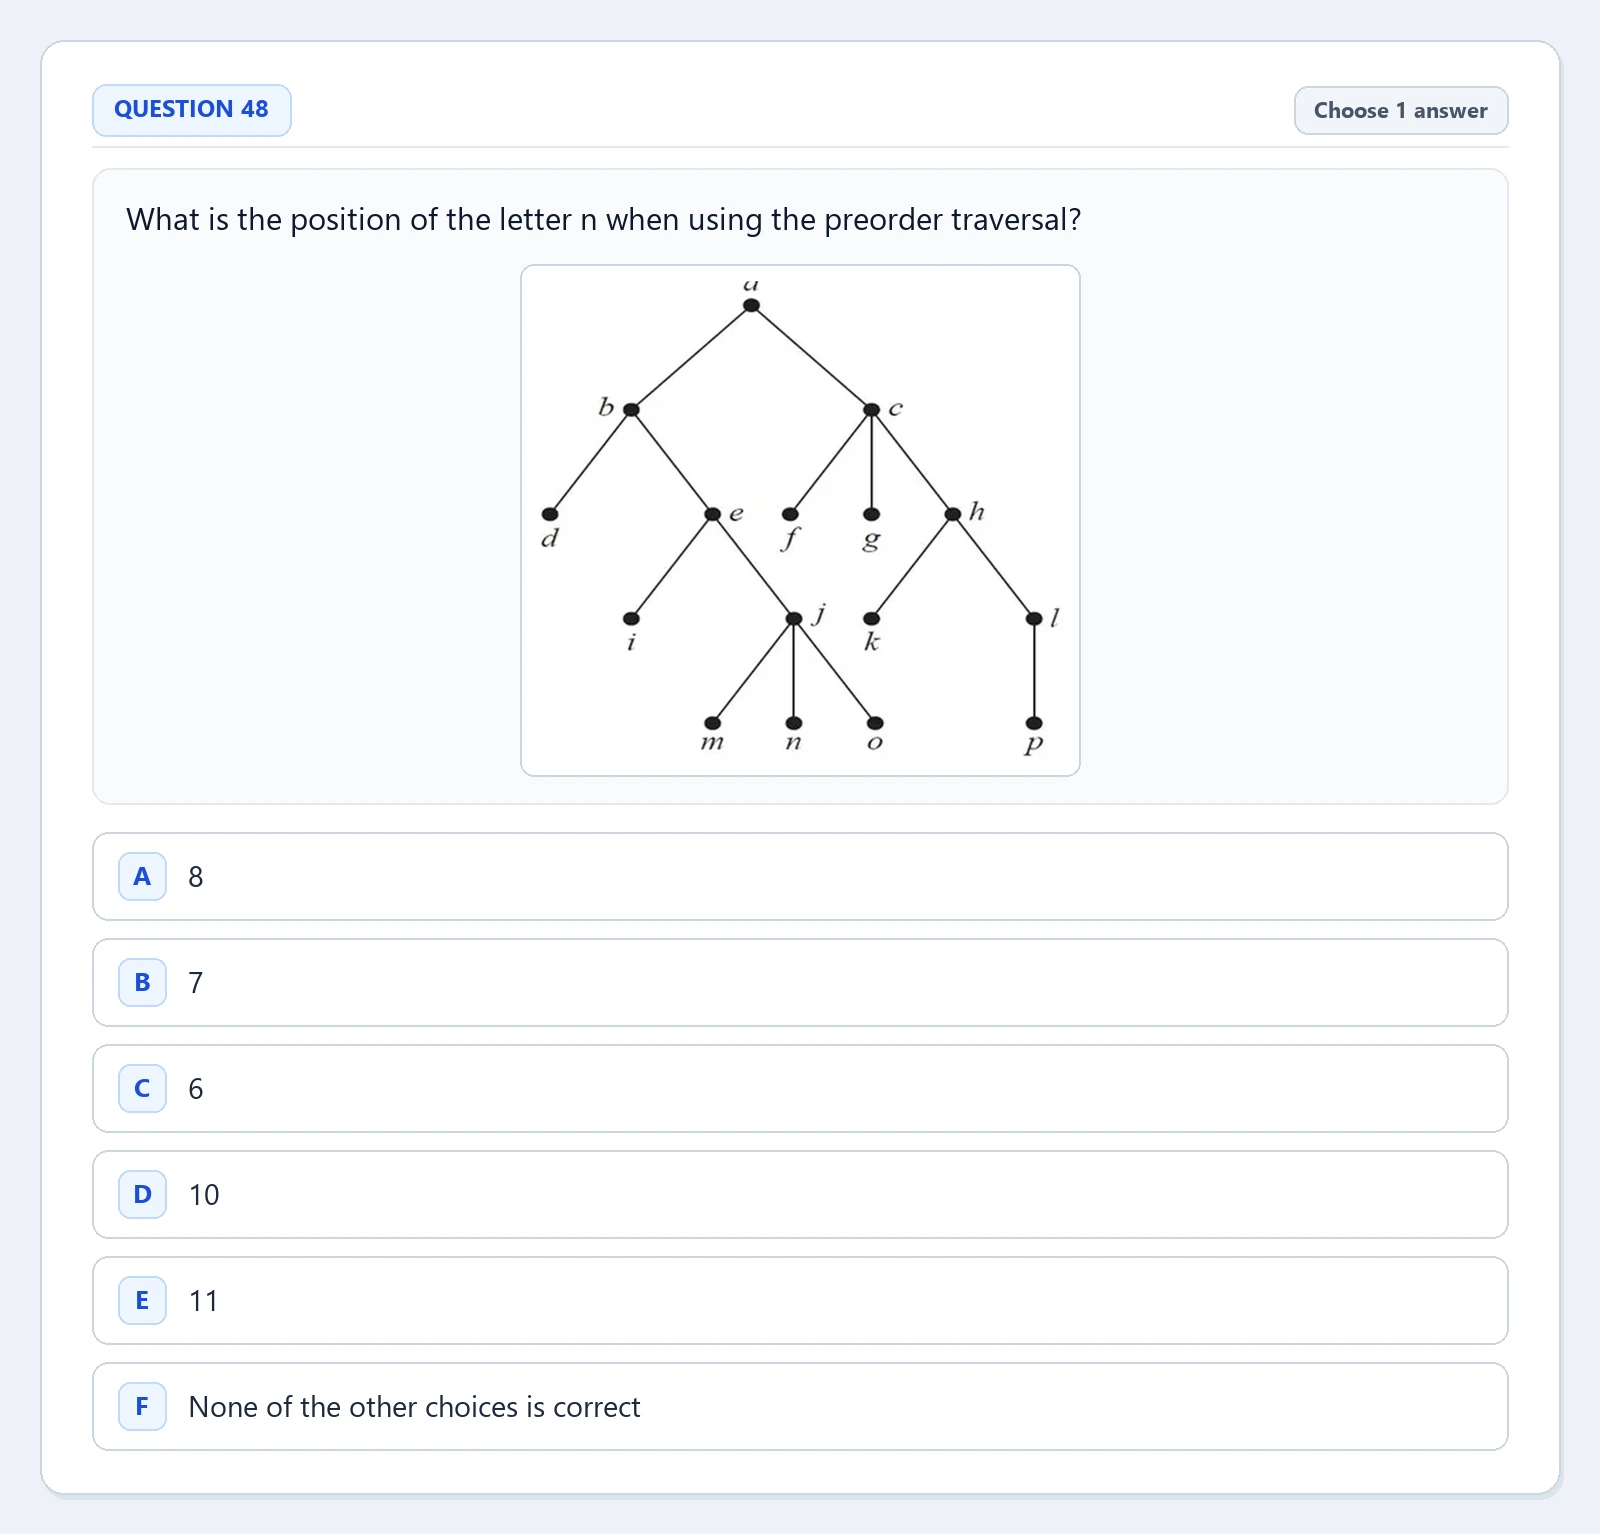 QUESTION 48
Choose 1 answer
What is the position of the letter n when using the preorder traversal?
a
b c
d e f g h
i j k l
m n o p
A 8
B 7
C 6
D 10
E 11
F None of the other choices is correct